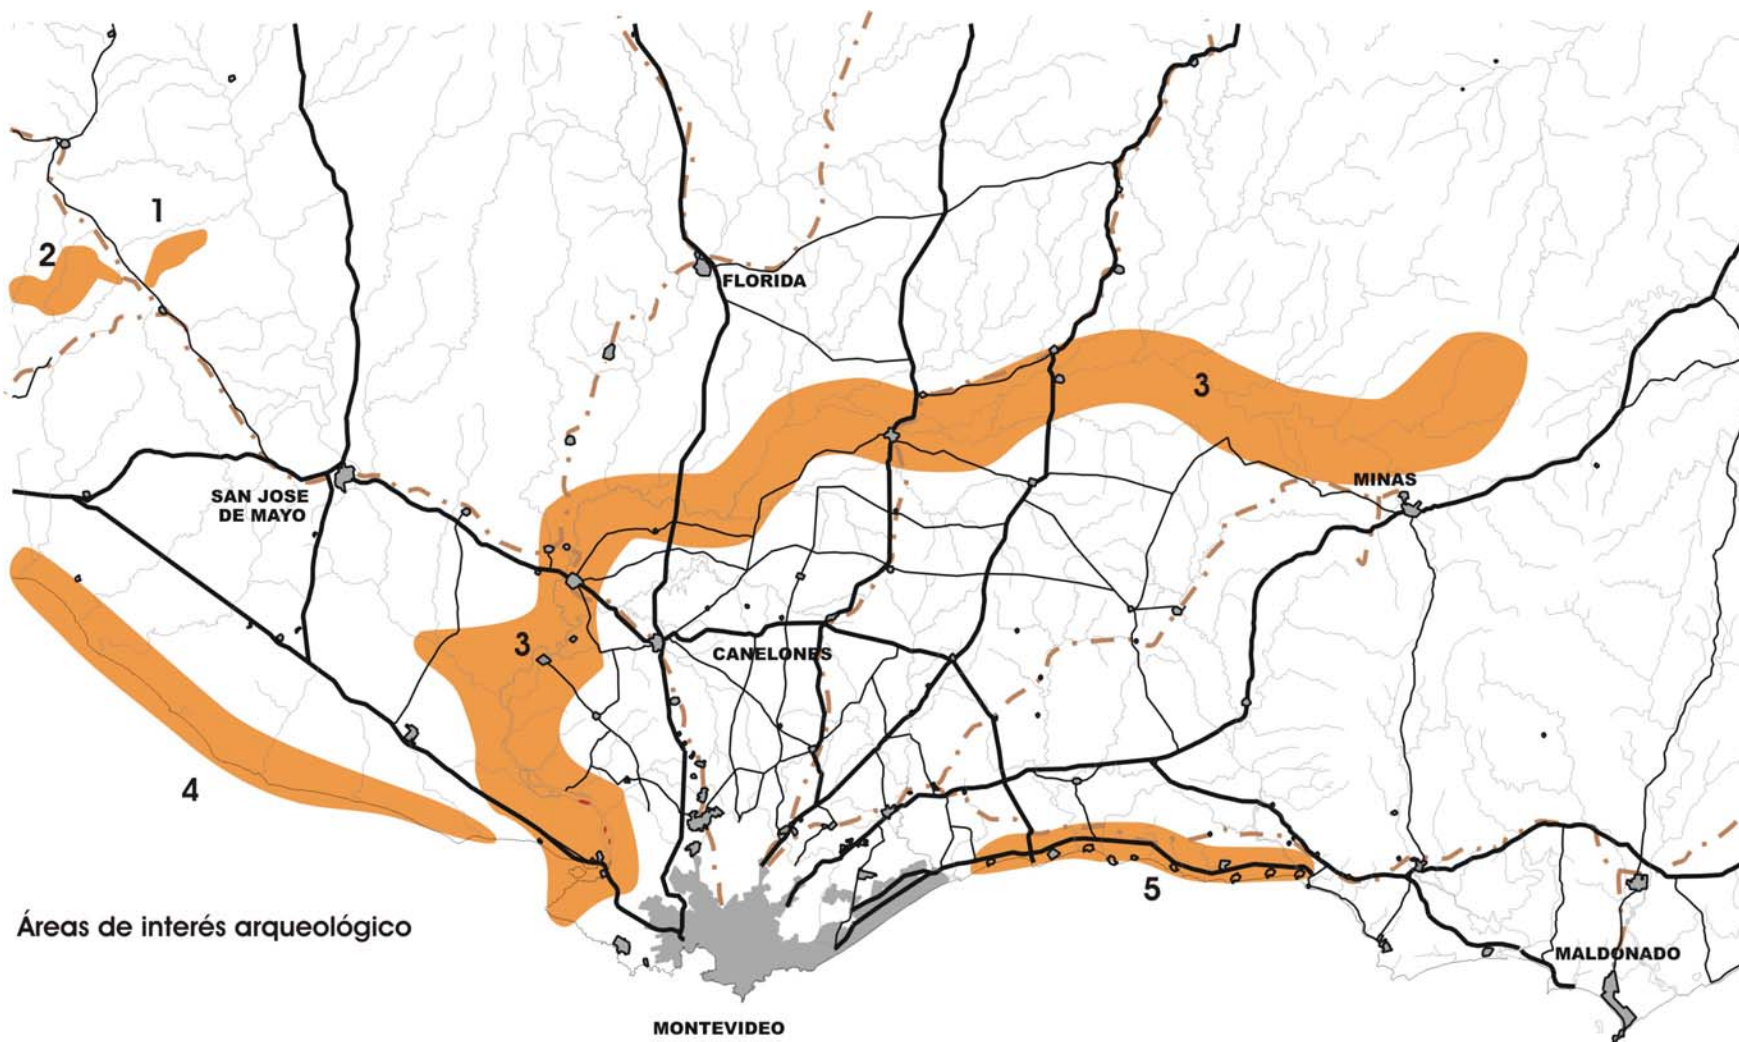 1
2
FLORIDA
3
MINAS
SAN JOSE
DE MAYO
3
CANELONES
4
5
Áreas de interés arqueológico
MALDONADO
MONTEVIDEO